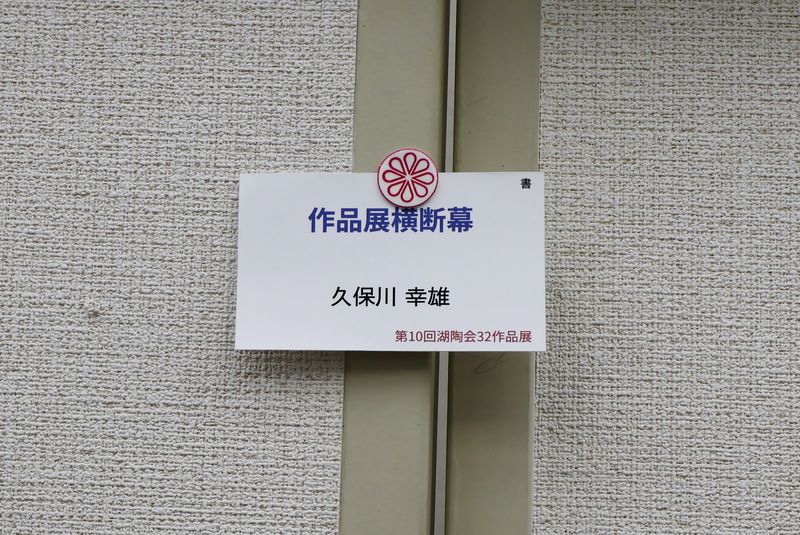 書
作品展横断幕
久保川 幸雄
第10回湖陶会32作品展